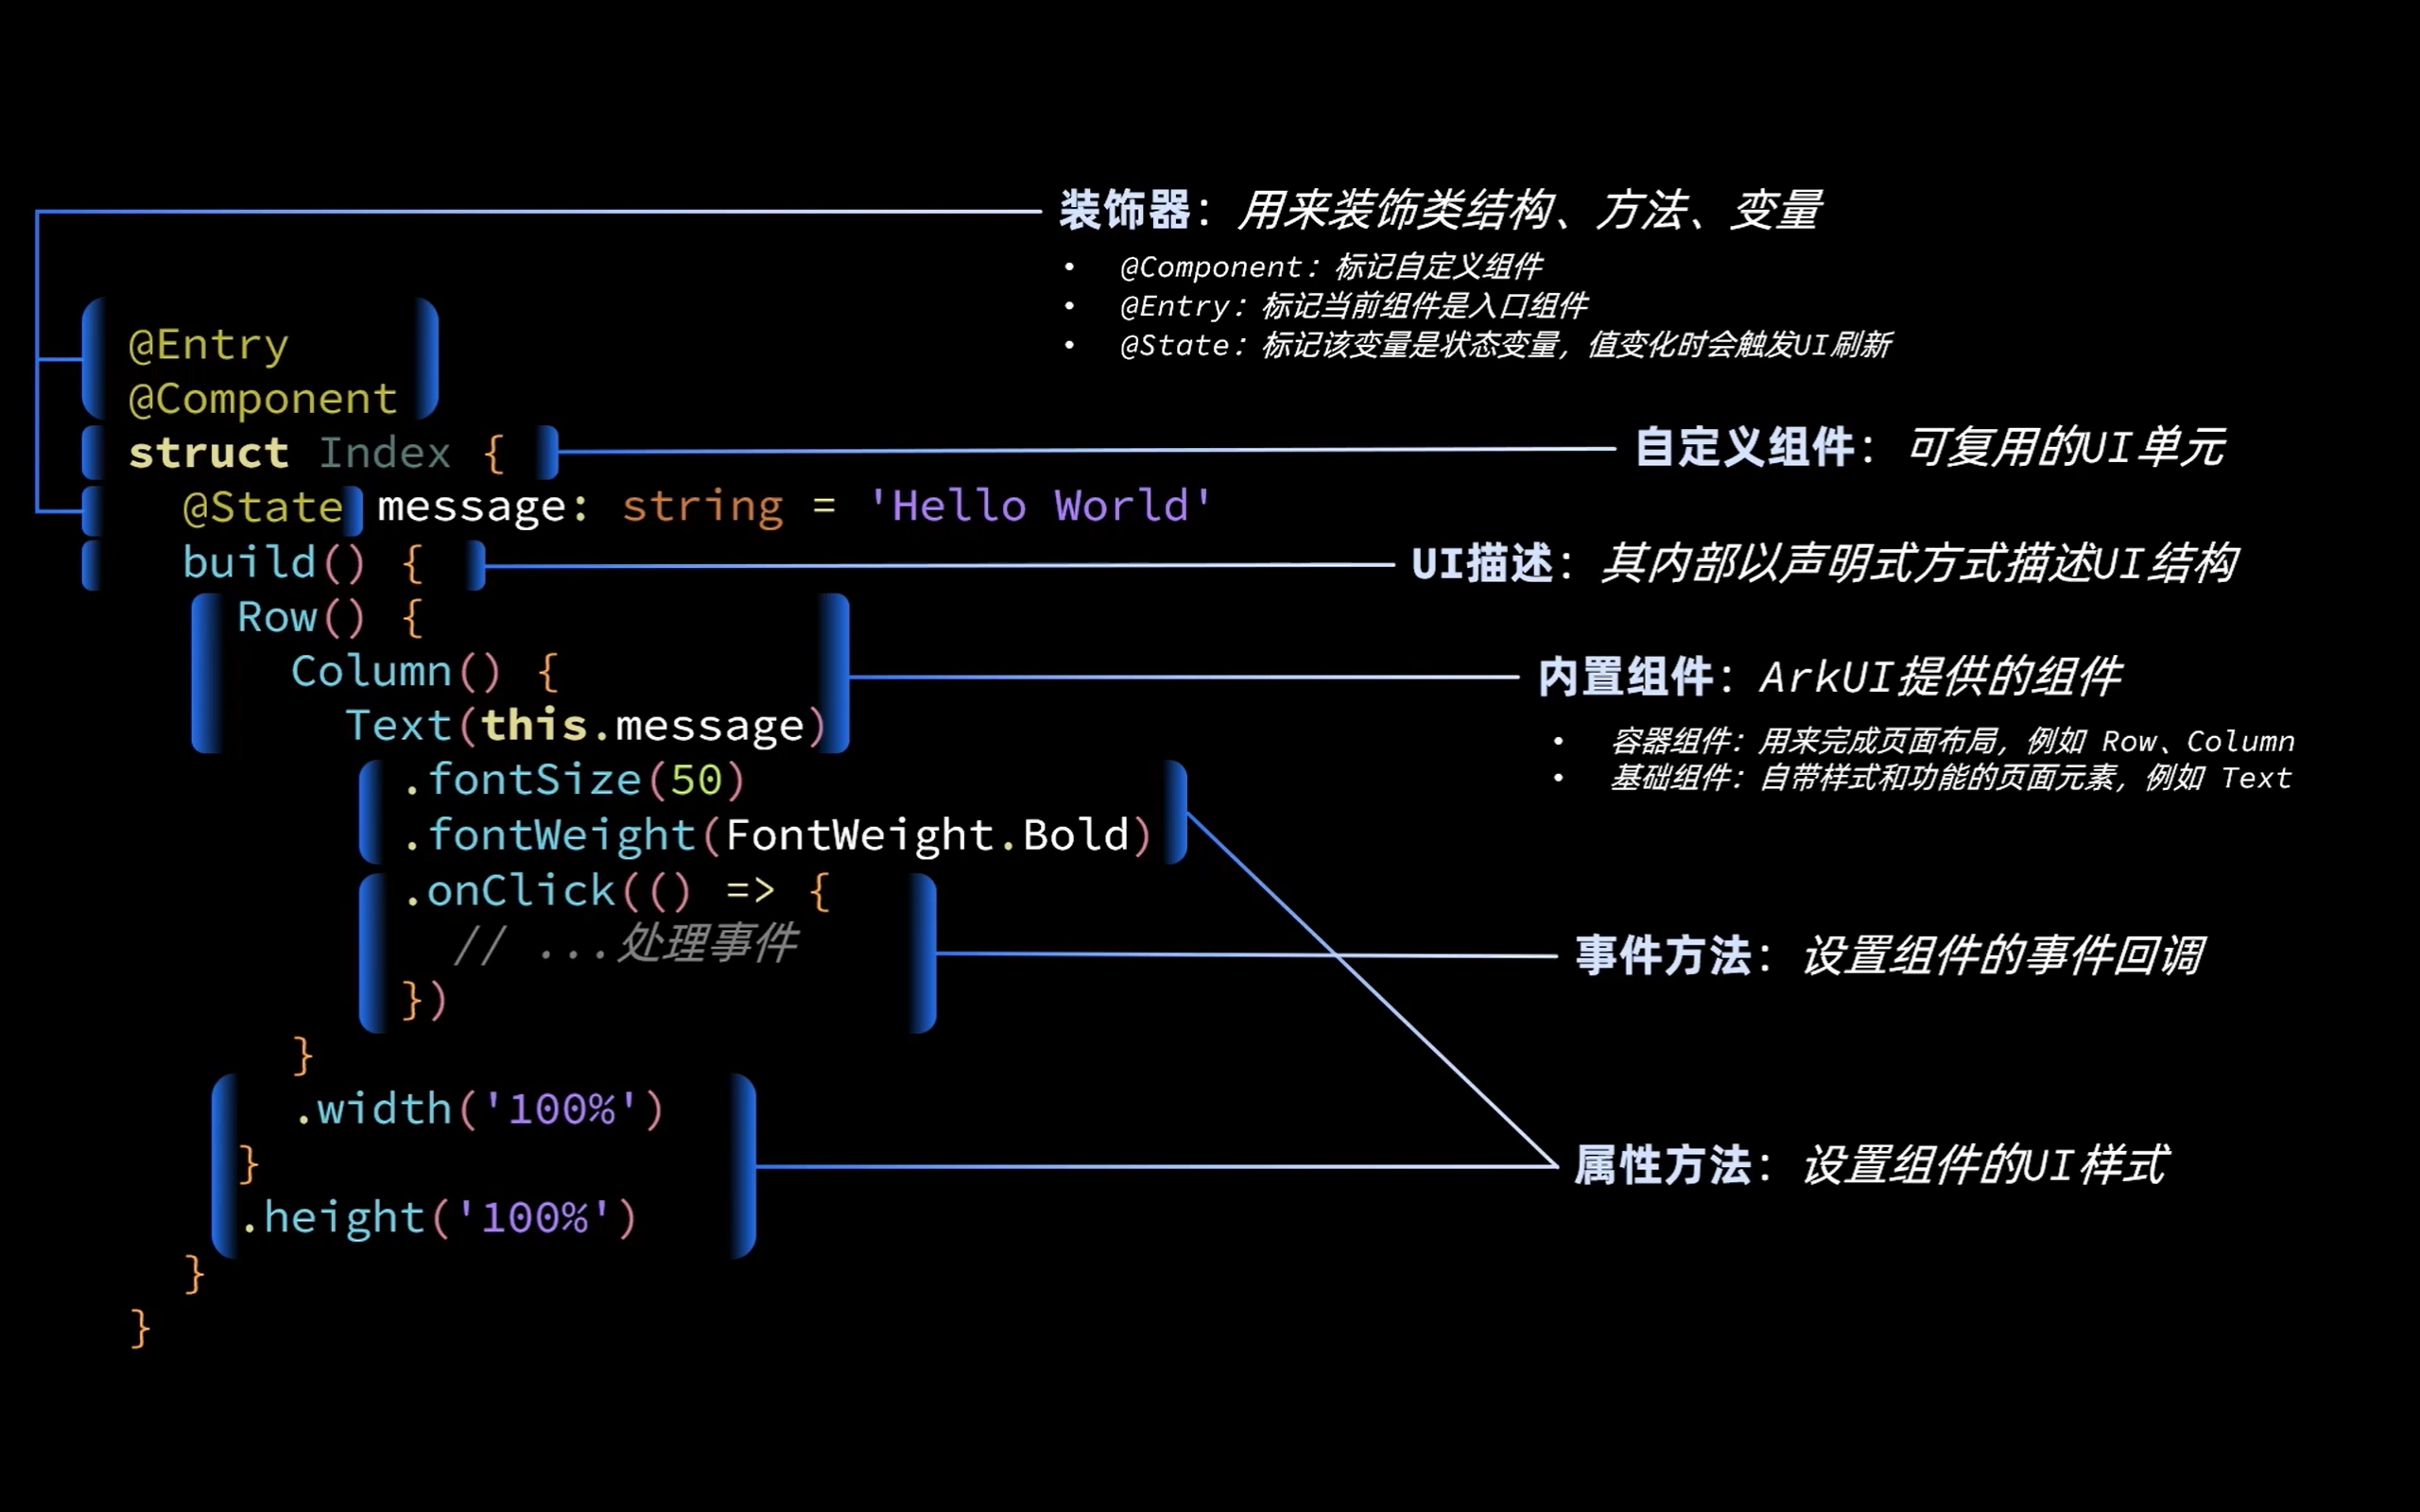 装饰器：用来装饰类结构、方法、变量
• @Component：标记自定义组件
• @Entry：标记当前组件是入口组件
• @State：标记该变量是状态变量，值变化时会触发UI刷新
@Entry
@Component
struct Index {
自定义组件：可复用的UI单元
@State message: string = 'Hello World'
build() {
UI描述：其内部以声明式方式描述UI结构
Row() {
Column() {
内置组件：ArkUI提供的组件
Text(this.message)
• 容器组件：用来完成页面布局，例如 Row、Column
• 基础组件：自带样式和功能的页面元素，例如 Text
.fontSize(50)
.fontWeight(FontWeight.Bold)
.onClick(() => {
// ...处理事件
事件方法：设置组件的事件回调
})
}
.width('100%')
}
属性方法：设置组件的UI样式
.height('100%')
}
}